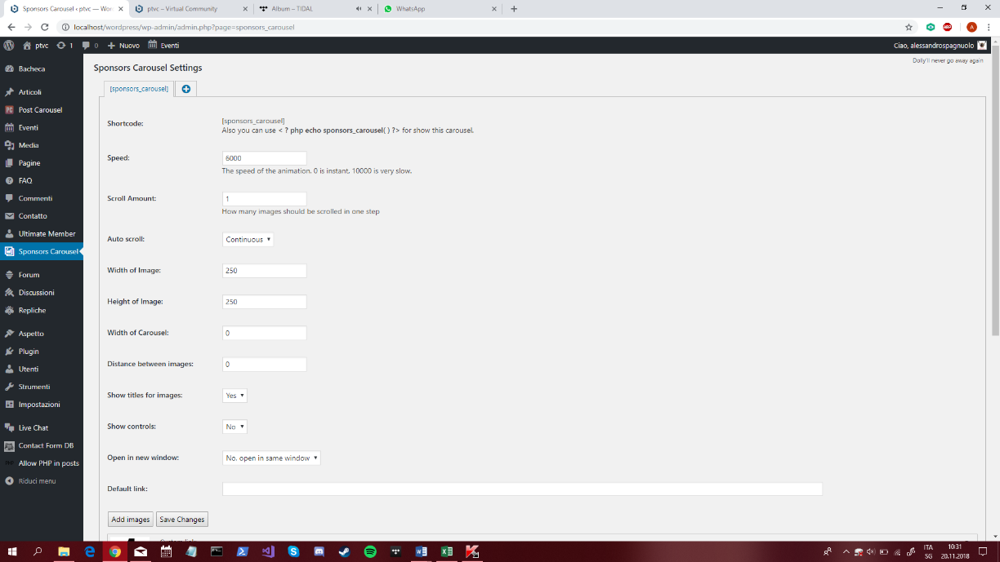 Sponsors Carousel ‹ ptvc — Wor
ptvc – Virtual Community
Album – TIDAL
WhatsApp
localhost/wordpress/wp-admin/admin.php?page=sponsors_carousel
ABP
A
ptvc
1
0
Nuovo
Eventi
Ciao, alessandrospagnuolo
Dolly'll never go away again
Bacheca
Articoli
Post Carousel
Eventi
Media
Pagine
FAQ
Commenti
Contatto
Ultimate Member
Sponsors Carousel
Forum
Discussioni
Repliche
Aspetto
Plugin
Utenti
Strumenti
Impostazioni
Live Chat
Contact Form DB
Allow PHP in posts
Riduci menu
Sponsors Carousel Settings
[sponsors_carousel]
Shortcode:
[sponsors_carousel]
Also you can use < ? php echo sponsors_carousel( ) ?> for show this carousel.
Speed:
6000
The speed of the animation. 0 is instant, 10000 is very slow.
Scroll Amount:
1
How many images should be scrolled in one step
Auto scroll:
Continuous
Width of Image:
250
Height of Image:
250
Width of Carousel:
0
Distance between images:
0
Show titles for images:
Yes
Show controls:
No
Open in new window:
No, open in same window
Default link:
Add images
Save Changes
ITA
SG
10:31
20.11.2018